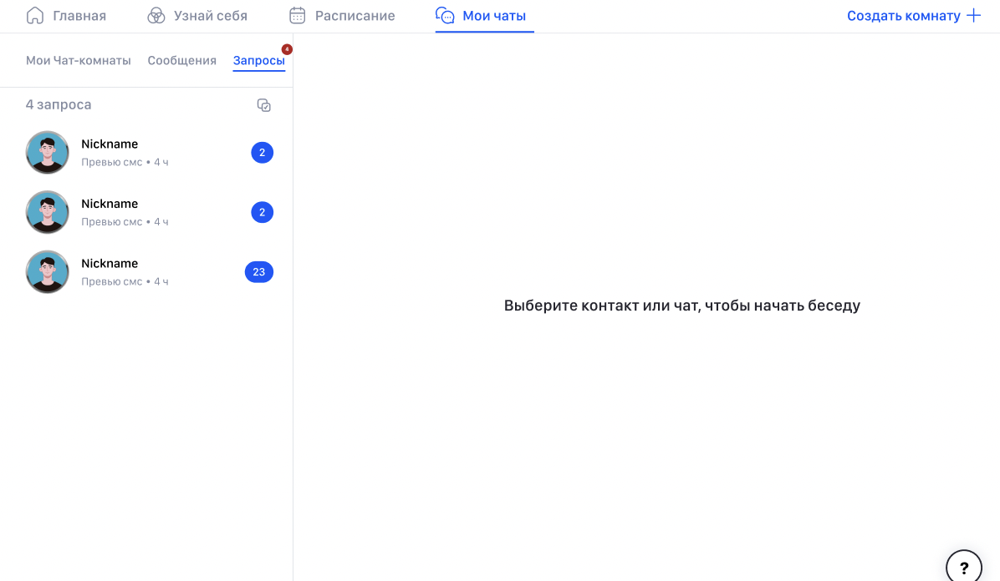 Главная
Узнай себя
Расписание
Мои чаты
Создать комнату
Мои Чат-комнаты
Сообщения
Запросы
4
4 запроса
Nickname
Превью смс • 4 ч
2
Nickname
Превью смс • 4 ч
2
Nickname
Превью смс • 4 ч
23
Выберите контакт или чат, чтобы начать беседу
?